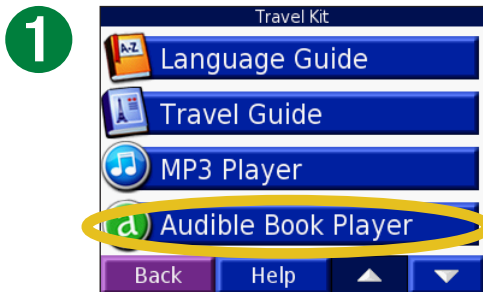 1
Travel Kit
A-Z
Language Guide
Travel Guide
MP3 Player
a
Audible Book Player
Back Help